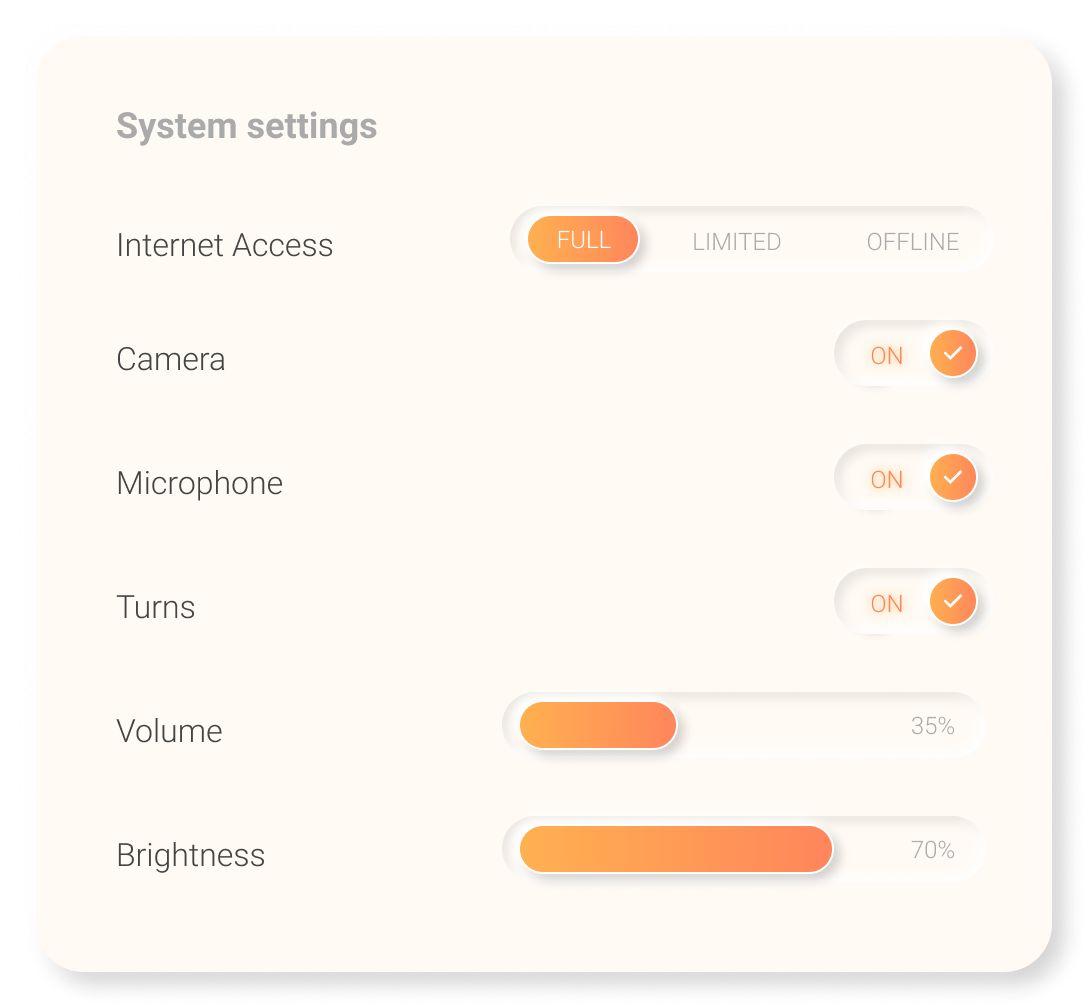 System settings
Internet Access FULL LIMITED OFFLINE
Camera ON
Microphone ON
Turns ON
Volume 35%
Brightness 70%